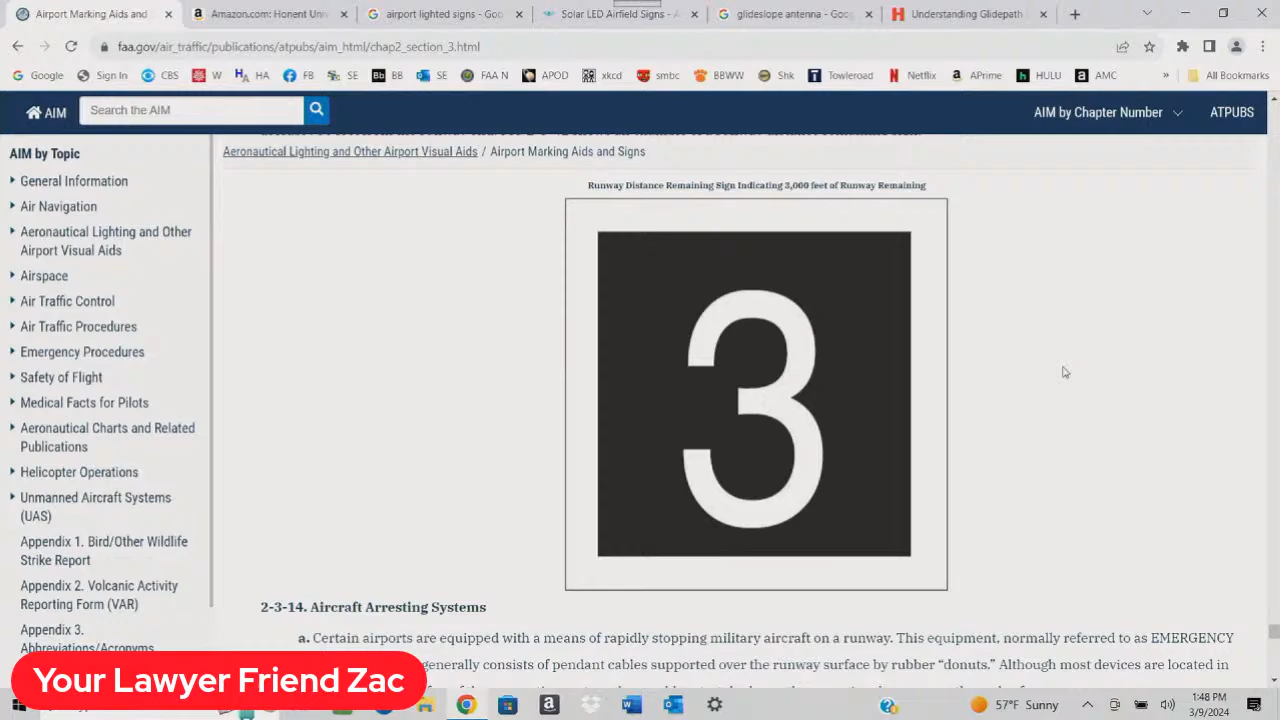 Airport Marking Aids and
Amazon.com: Honent Uni
airport lighted signs - Goo
Solar LED Airfield Signs - A
glideslope antenna - Goog
Understanding Glidepath
faa.gov/air_traffic/publications/atpubs/aim_html/chap2_section_3.html
Google
Sign In
CBS
W
HA
FB
SE
BB
SE
FAA N
APOD
xkcd
smbc
BBWW
Shk
Towleroad
Netflix
APrime
HULU
AMC
»
All Bookmarks
AIM
Search the AIM
AIM by Chapter Number
ATPUBS
AIM by Topic
General Information
Air Navigation
Aeronautical Lighting and Other
Airport Visual Aids
Airspace
Air Traffic Control
Air Traffic Procedures
Emergency Procedures
Safety of Flight
Medical Facts for Pilots
Aeronautical Charts and Related
Publications
Helicopter Operations
Unmanned Aircraft Systems
(UAS)
Appendix 1. Bird/Other Wildlife
Strike Report
Appendix 2. Volcanic Activity
Reporting Form (VAR)
Appendix 3.
Abbreviations/Acronyms
Aeronautical Lighting and Other Airport Visual Aids / Airport Marking Aids and Signs
Runway Distance Remaining Sign Indicating 3,000 feet of Runway Remaining
3
2-3-14. Aircraft Arresting Systems
a. Certain airports are equipped with a means of rapidly stopping military aircraft on a runway. This equipment, normally referred to as EMERGENCY
generally consists of pendant cables supported over the runway surface by rubber “donuts.” Although most devices are located in
Your Lawyer Friend Zac
57°F Sunny
1:48 PM
3/9/2024